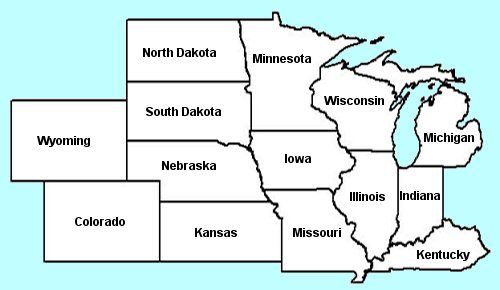 North Dakota
Minnesota
Wisconsin
South Dakota
Wyoming
Michigan
Nebraska
Iowa
Illinois
Indiana
Colorado
Kansas
Missouri
Kentucky